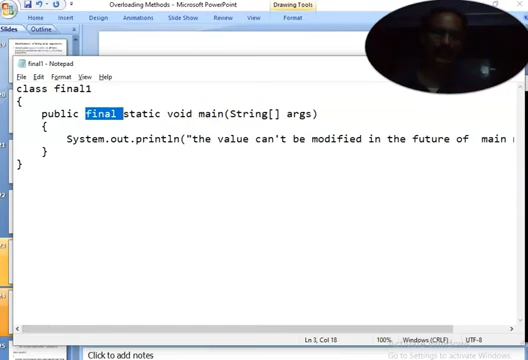 Overloading Methods - PowerPoint
Drawing Tools
Home Insert Design Animations Slide Show Review View Format
Slides Outline
final1 - Notepad
File Edit Format View Help
class final1
{
public final static void main(String[] args)
{
System.out.println("the value can't be modified in the future of main
}
}
Ln 3, Col 18 100% Windows (CRLF) UTF-8
Click to add notes
Activate Windows
Go to Settings to activate Windows.